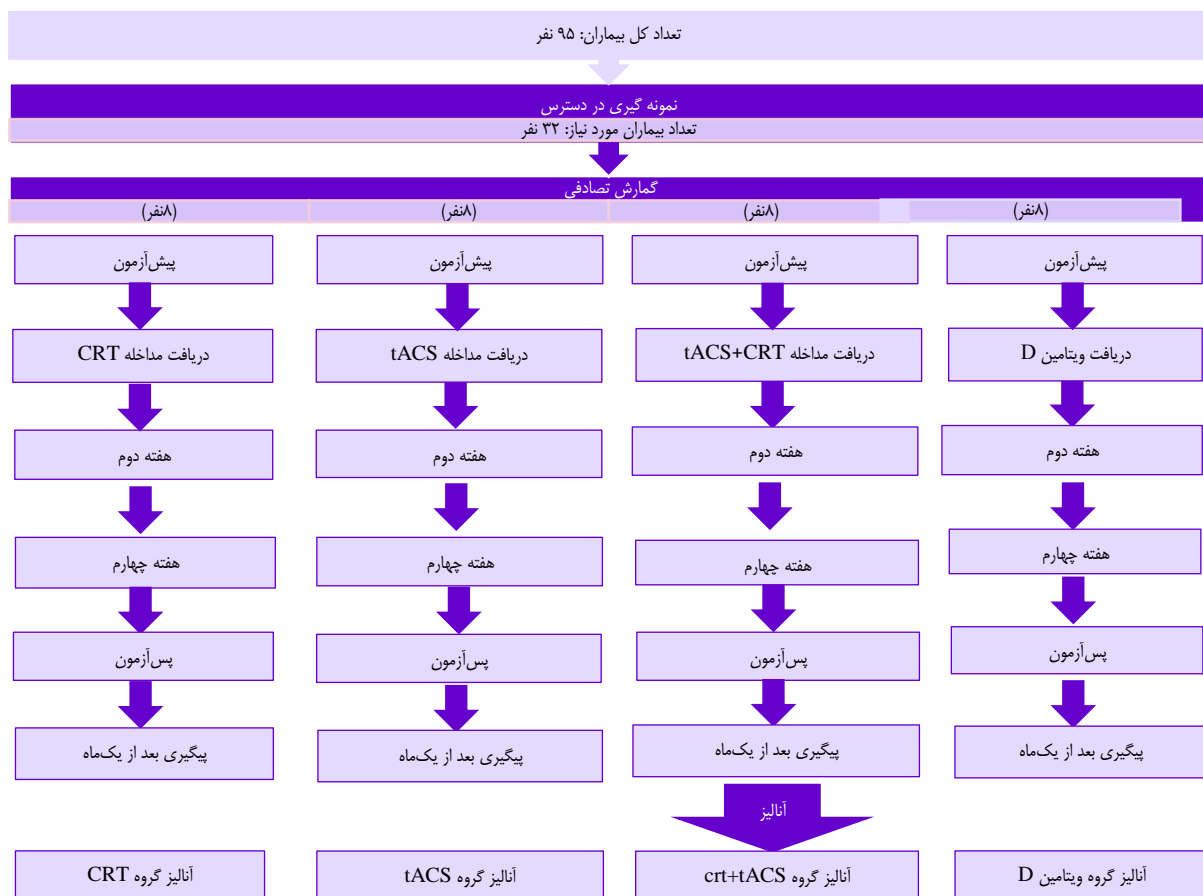 تعداد کل بیماران: ۹۵ نفر
نمونه گیری در دسترس
تعداد بیماران مورد نیاز: ۳۲ نفر
گمارش تصادفی
(۸نفر)
(۸نفر)
(۸نفر)
(۸نفر)
پیش‌آزمون
پیش‌آزمون
پیش‌آزمون
پیش‌آزمون
دریافت ویتامین D
دریافت مداخله tACS+CRT
دریافت مداخله tACS
دریافت مداخله CRT
هفته دوم
هفته دوم
هفته دوم
هفته دوم
هفته چهارم
هفته چهارم
هفته چهارم
هفته چهارم
پس‌آزمون
پس‌آزمون
پس‌آزمون
پس‌آزمون
پیگیری بعد از یک‌ماه
پیگیری بعد از یک‌ماه
پیگیری بعد از یک‌ماه
پیگیری بعد از یک‌ماه
آنالیز
آنالیز گروه ویتامین D
آنالیز گروه crt+tACS
آنالیز گروه tACS
آنالیز گروه CRT